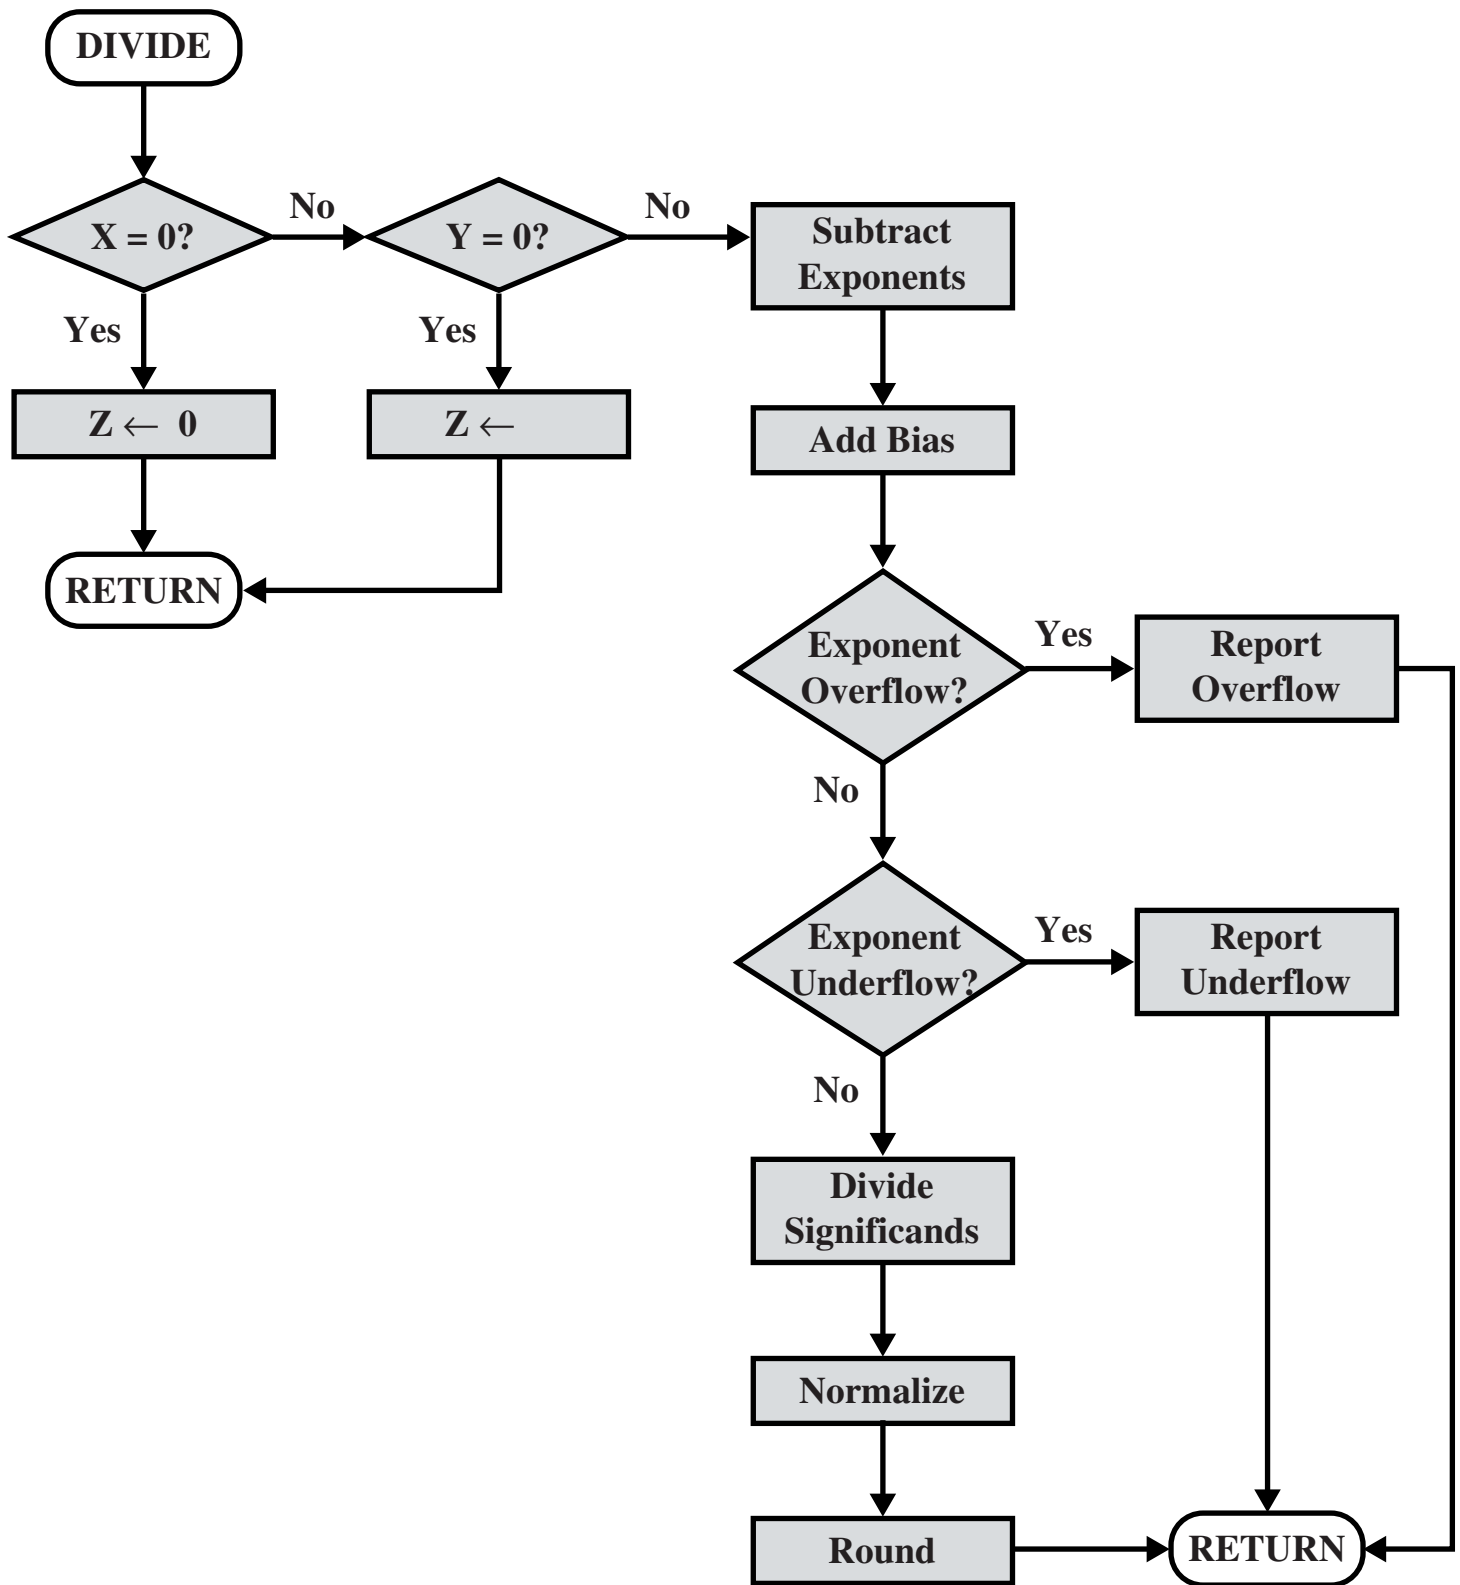 DIVIDE
X = 0?
No
Y = 0?
No
Subtract
Exponents
Yes
Yes
Z ← 0
Z ←
Add Bias
RETURN
Exponent
Overflow?
Yes
Report
Overflow
No
Exponent
Underflow?
Yes
Report
Underflow
No
Divide
Significands
Normalize
Round
RETURN